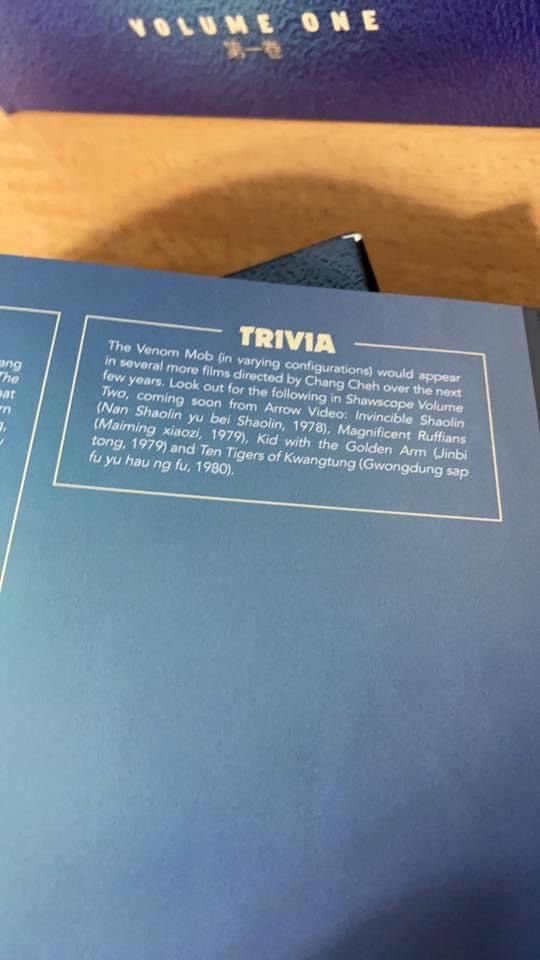 VOLUME ONE
第一卷
ang
The
at
TRIVIA
The Venom Mob (in varying configurations) would appear
in several more films directed by Chang Cheh over the next
few years. Look out for the following in Shawscope Volume
Two, coming soon from Arrow Video: Invincible Shaolin
(Nan Shaolin yu bei Shaolin, 1978), Magnificent Ruffians
(Maiming xiaozi, 1979), Kid with the Golden Arm (Jinbi
tong, 1979) and Ten Tigers of Kwangtung (Gwongdung sap
fu yu hau ng fu, 1980).